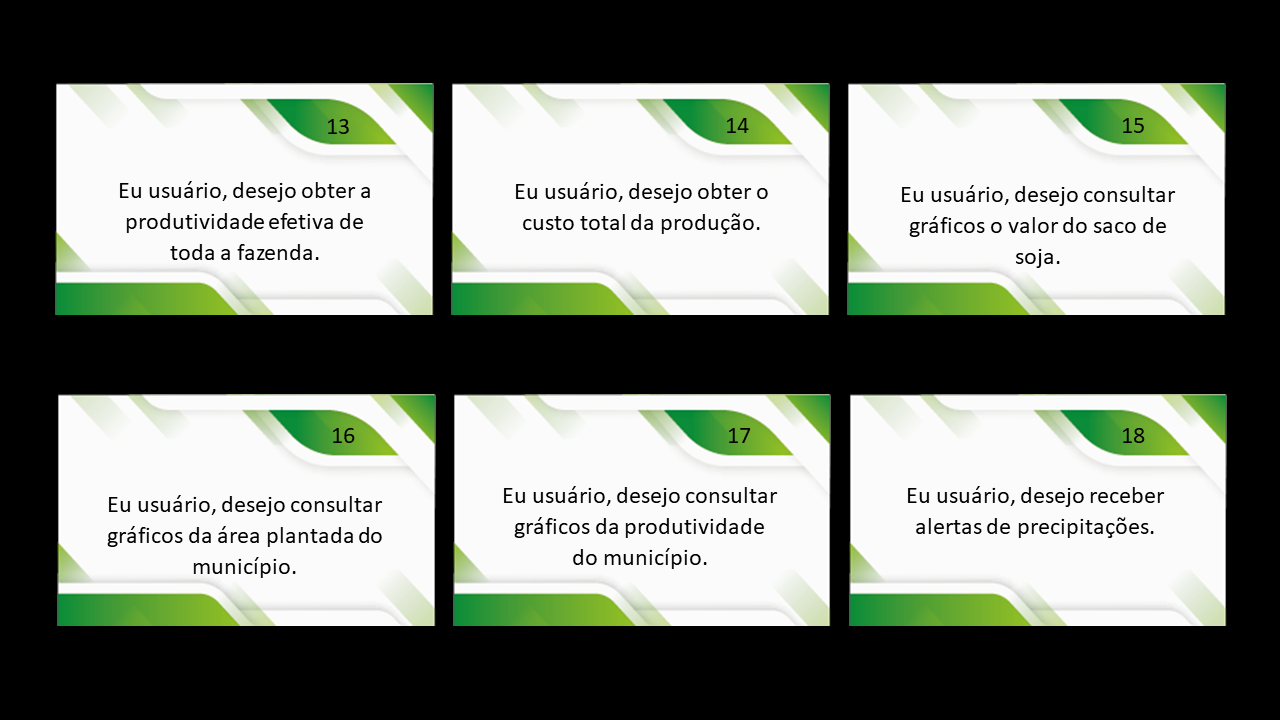 13
Eu usuário, desejo obter a
produtividade efetiva de
toda a fazenda.
14
Eu usuário, desejo obter o
custo total da produção.
15
Eu usuário, desejo consultar
gráficos o valor do saco de
soja.
16
Eu usuário, desejo consultar
gráficos da área plantada do
município.
17
Eu usuário, desejo consultar
gráficos da produtividade
do município.
18
Eu usuário, desejo receber
alertas de precipitações.